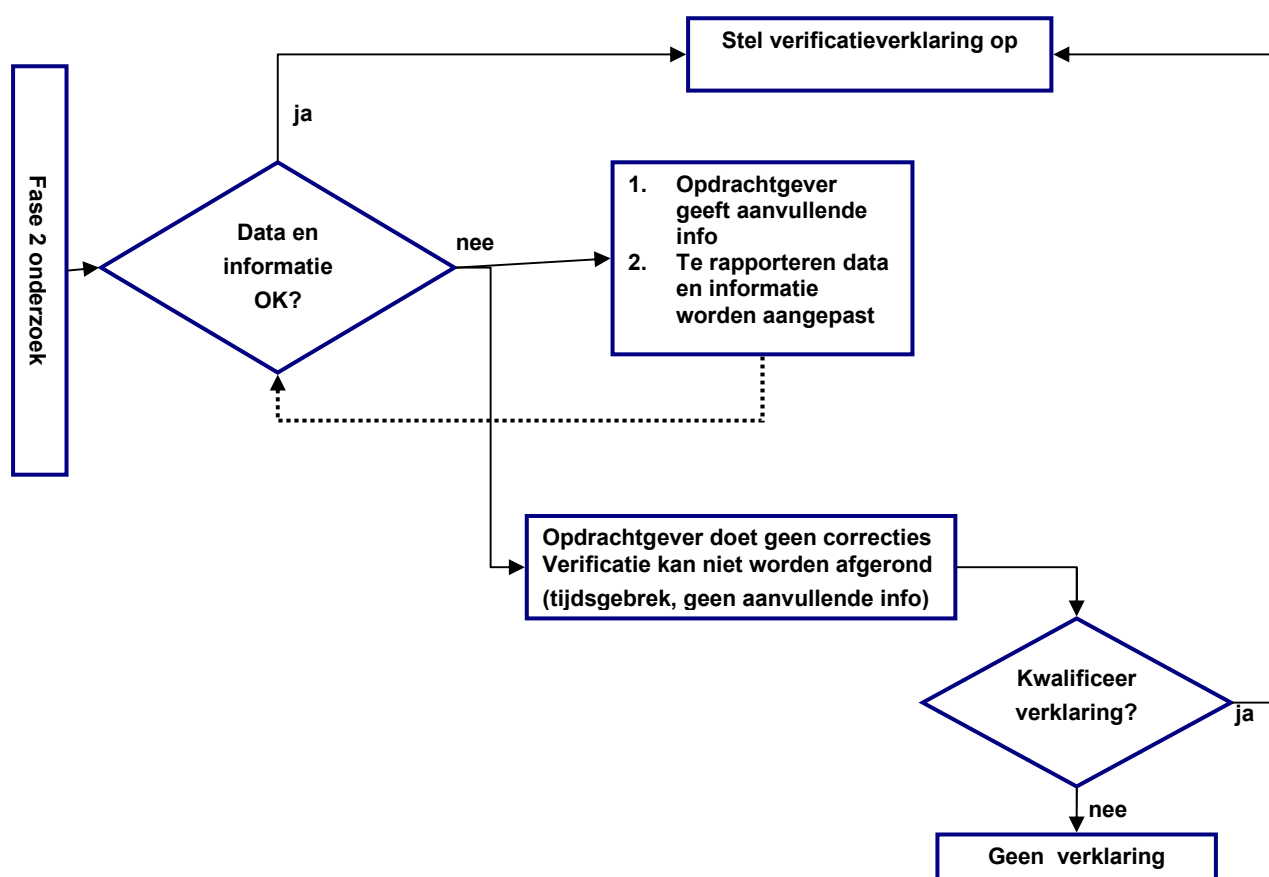 Stel verificatieverklaring op
ja
Fase 2 onderzoek
Data en
informatie
OK?
nee
1. Opdrachtgever
geeft aanvullende
info
2. Te rapporteren data
en informatie
worden aangepast
Opdrachtgever doet geen correcties
Verificatie kan niet worden afgerond
(tijdsgebrek, geen aanvullende info)
Kwalificeer
verklaring?
ja
nee
Geen verklaring